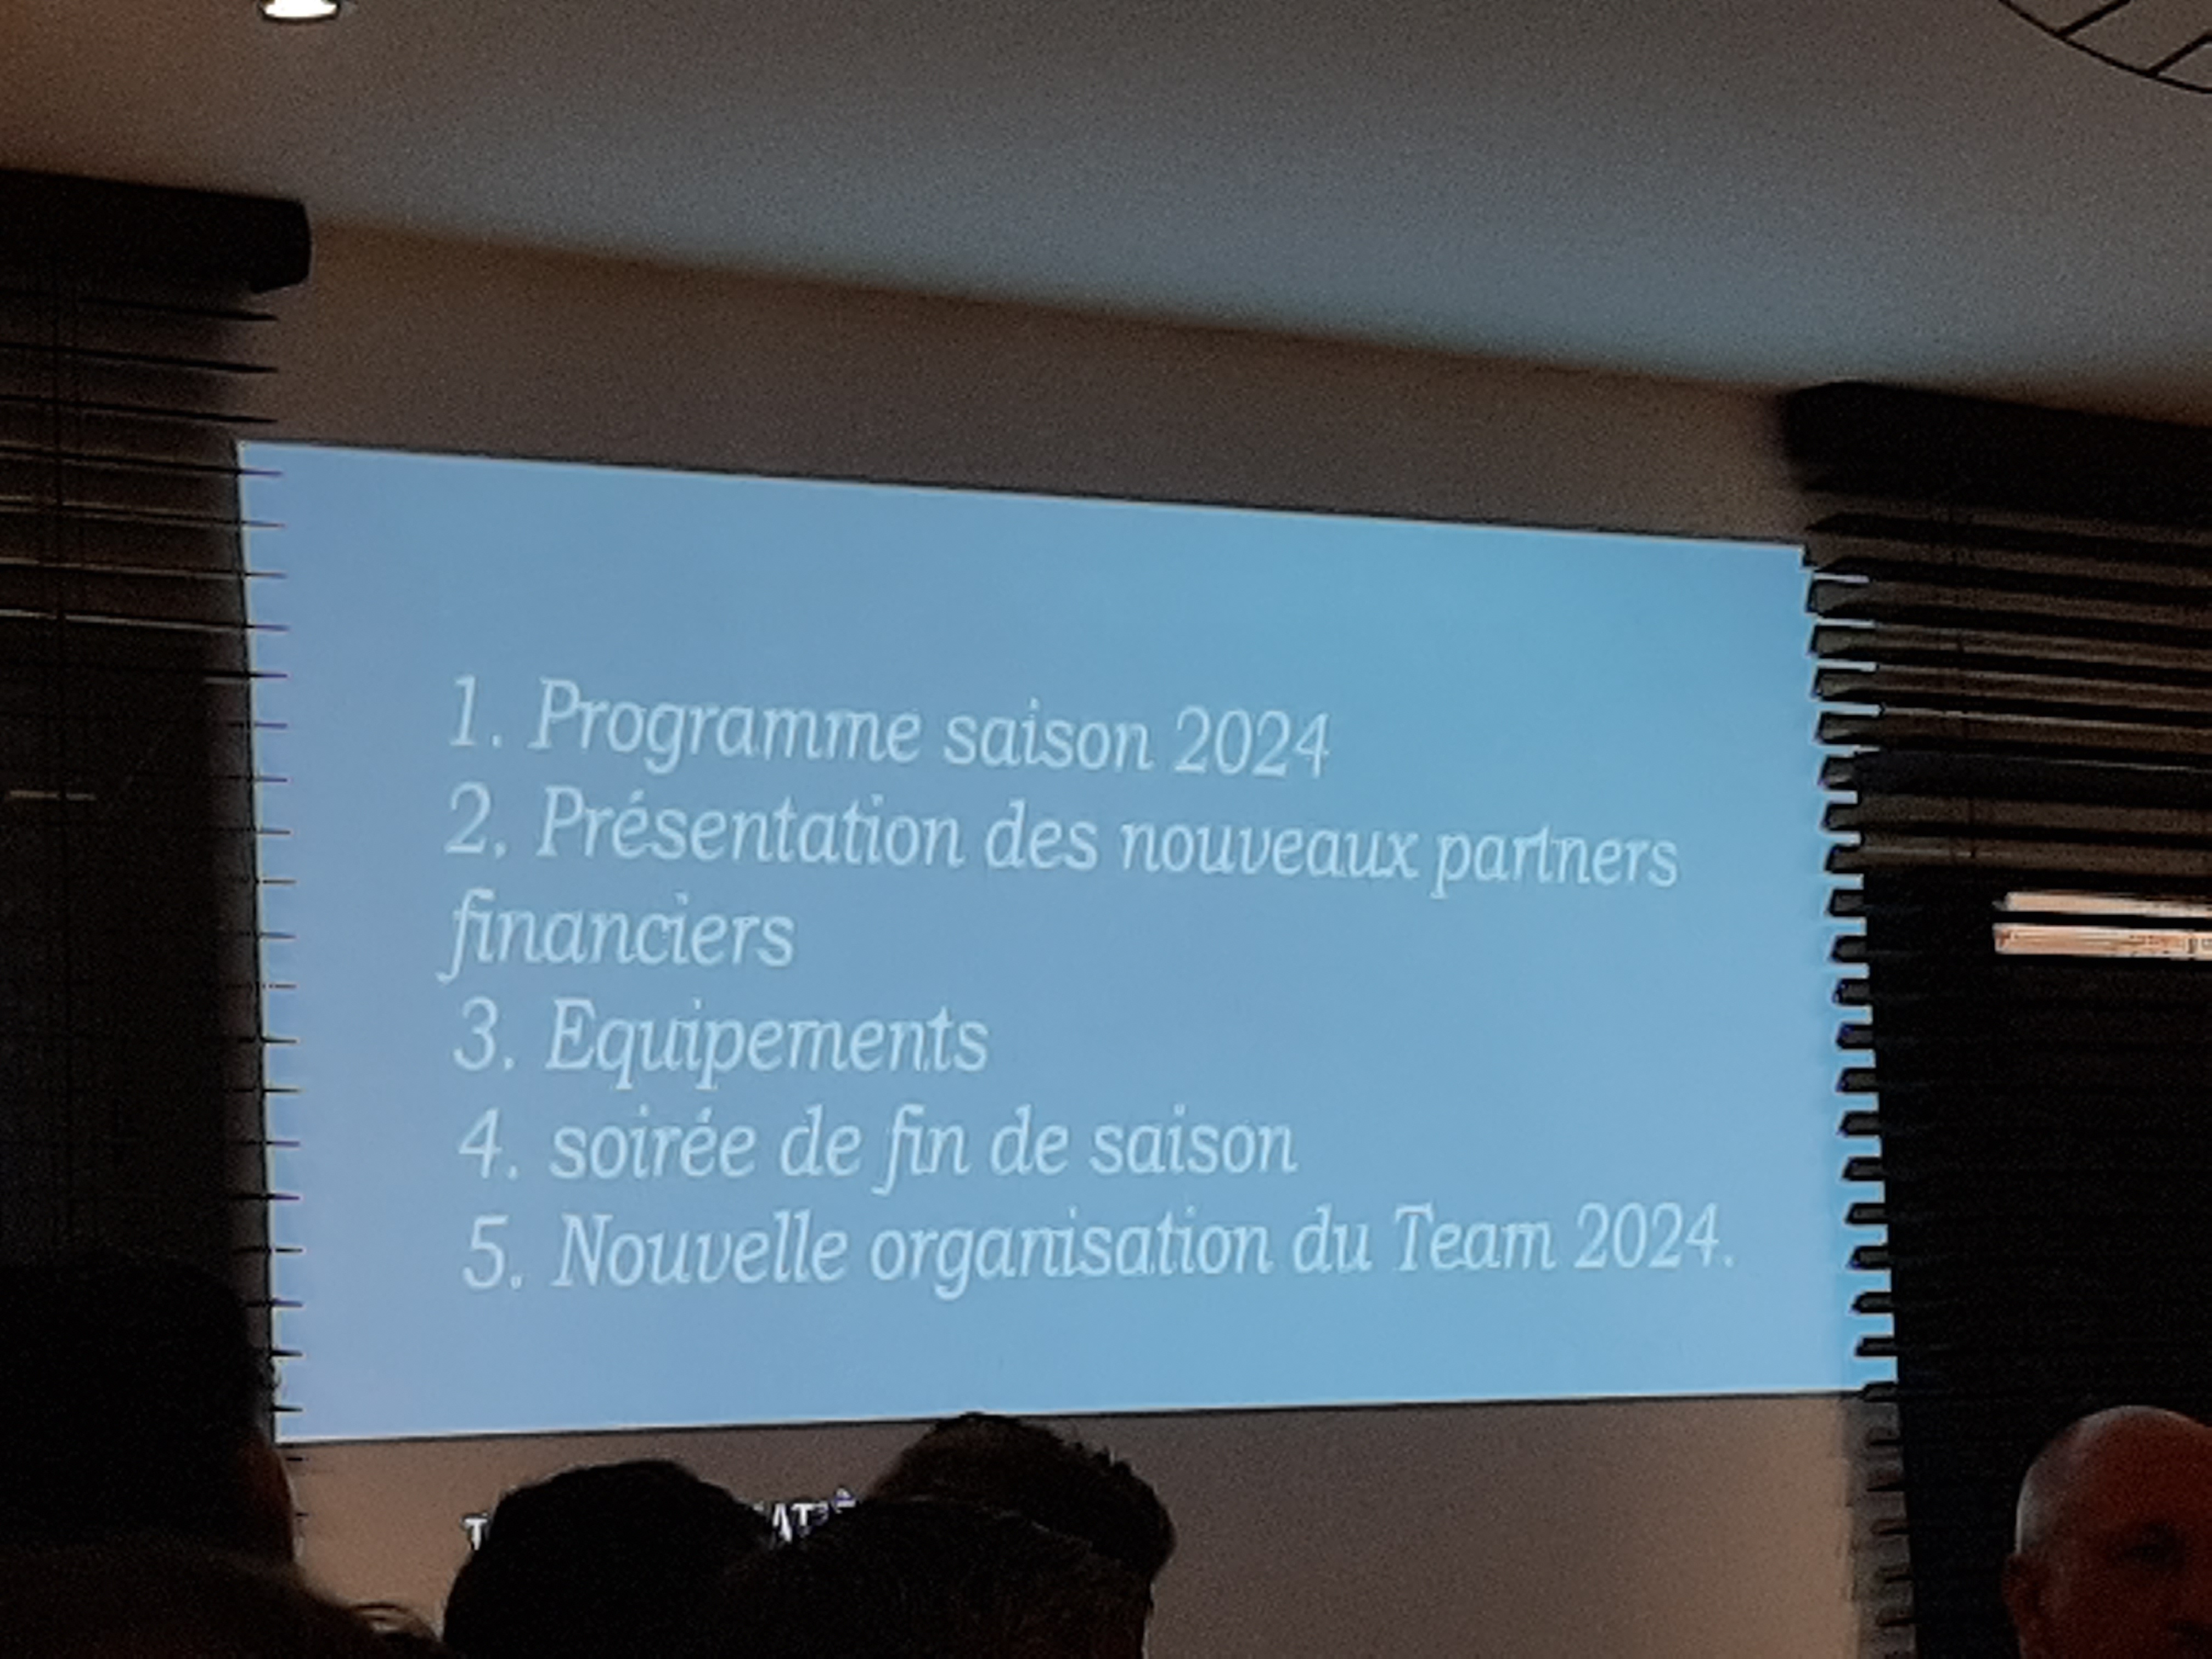 1. Programme saison 2024
2. Présentation des nouveaux partners
financiers
3. Equipements
4. soirée de fin de saison
5. Nouvelle organisation du Team 2024.